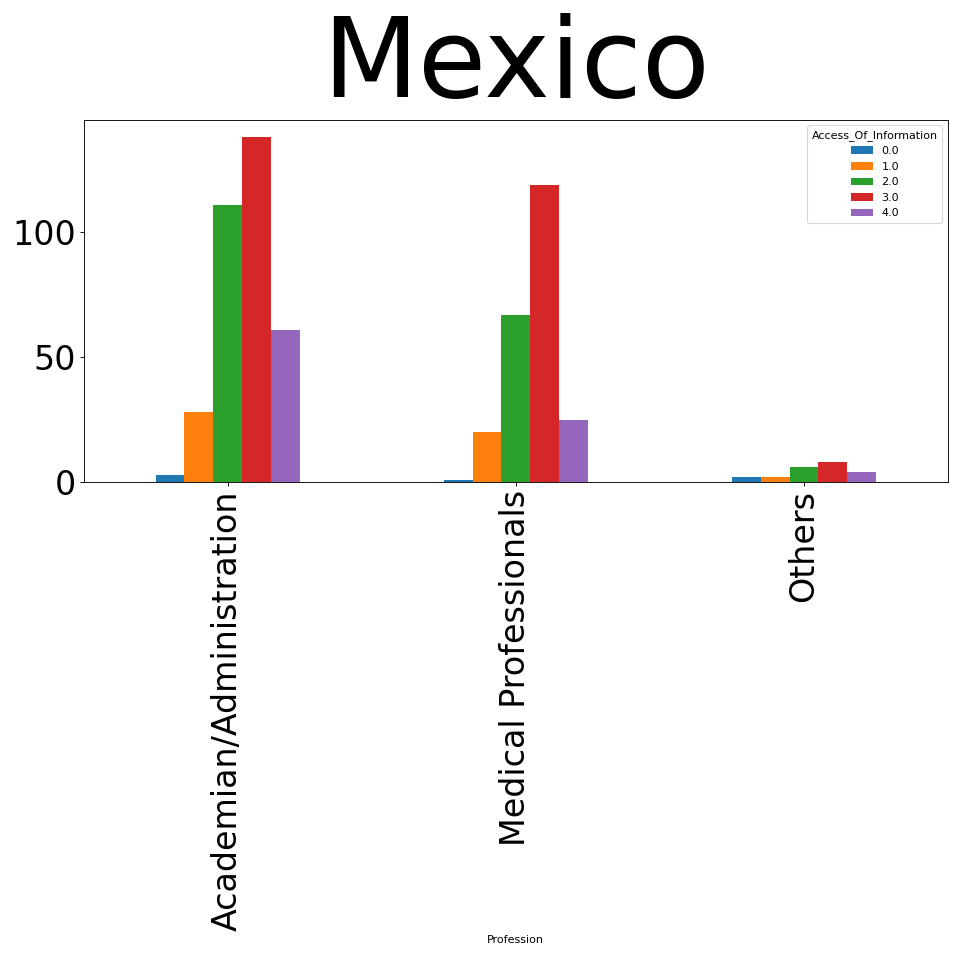 Mexico
Access_Of_Information
0.0
1.0
2.0
3.0
4.0
100
50
0
Academian/Administration
Medical Professionals
Others
Profession